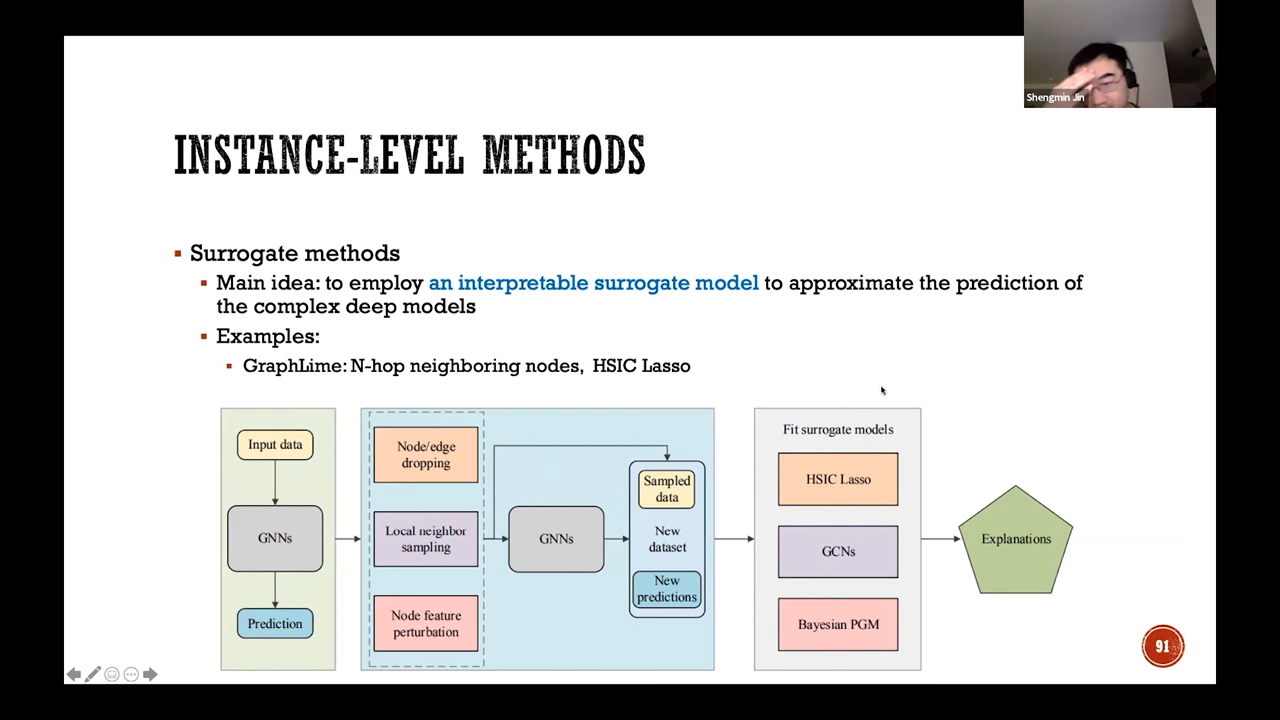 Shengmin Jin
INSTANCE-LEVEL METHODS
Surrogate methods
Main idea: to employ an interpretable surrogate model to approximate the prediction of
the complex deep models
Examples:
GraphLime: N-hop neighboring nodes, HSIC Lasso
Input data
GNNs
Prediction
Node/edge
dropping
Local neighbor
sampling
Node feature
perturbation
GNNs
Sampled
data
New
dataset
New
predictions
Fit surrogate models
HSIC Lasso
GCNs
Bayesian PGM
Explanations
91